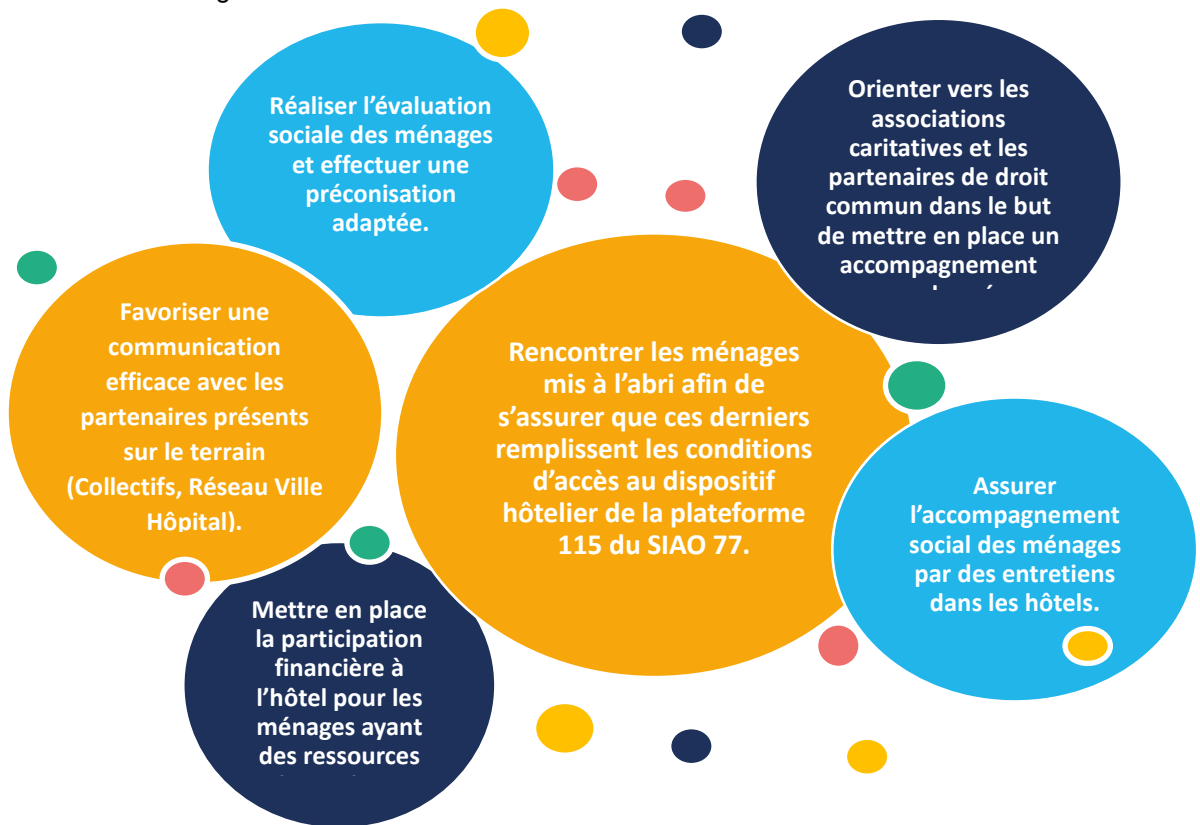 Réaliser l’évaluation
sociale des ménages
et effectuer une
préconisation
adaptée.
Orienter vers les
associations
caritatives et les
partenaires de droit
commun dans le but
de mettre en place un
accompagnement
Favoriser une
communication
efficace avec les
partenaires présents
sur le terrain
(Collectifs, Réseau Ville
Hôpital).
Rencontrer les ménages
mis à l’abri afin de
s’assurer que ces derniers
remplissent les conditions
d’accès au dispositif
hôtelier de la plateforme
115 du SIAO 77.
Assurer
l’accompagnement
social des ménages
par des entretiens
dans les hôtels.
Mettre en place
la participation
financière à
l’hôtel pour les
ménages ayant
des ressources